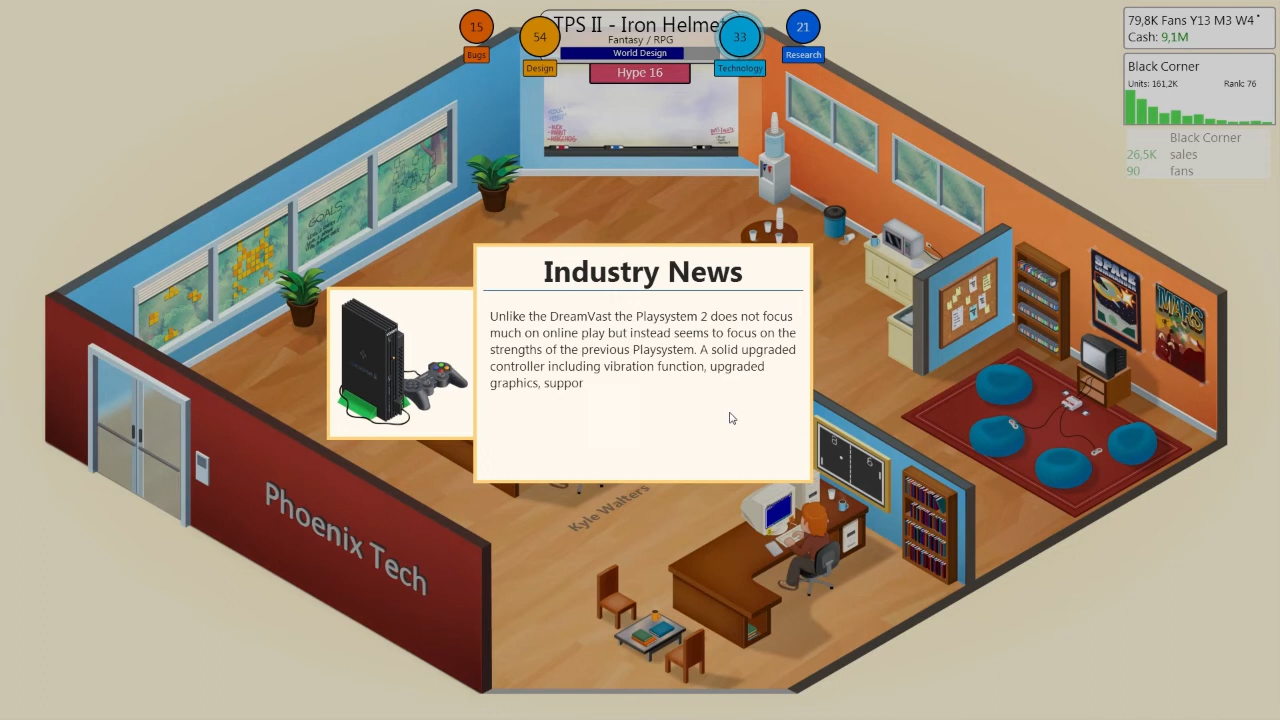 TPS II - Iron Helmet
Fantasy / RPG
World Design
Hype 16
15
Bugs
54
Design
33
Technology
21
Research
79,8K Fans Y13 M3 W4
Cash: 9,1M
Black Corner
Units: 161,2K Rank: 76
Black Corner
26,5K sales
90 fans
GOALS
SPACE
MARS
Industry News
Unlike the DreamVast the Playsystem 2 does not focus
much on online play but instead seems to focus on the
strengths of the previous Playsystem. A solid upgraded
controller including vibration function, upgraded
graphics, suppor
8 6
Kyle Walters
Phoenix Tech